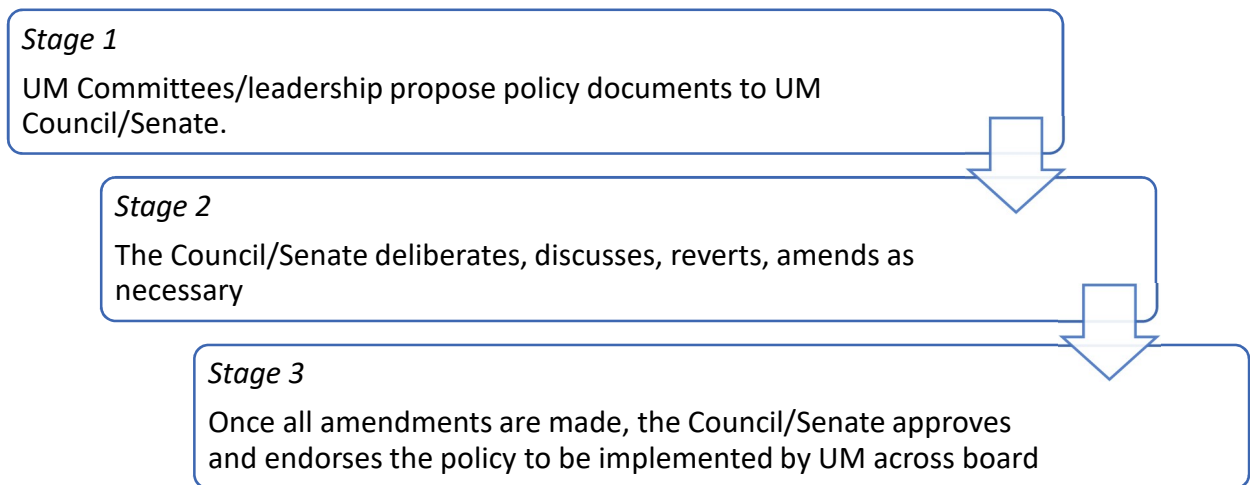 Stage 1
UM Committees/leadership propose policy documents to UM
Council/Senate.
Stage 2
The Council/Senate deliberates, discusses, reverts, amends as
necessary
Stage 3
Once all amendments are made, the Council/Senate approves
and endorses the policy to be implemented by UM across board